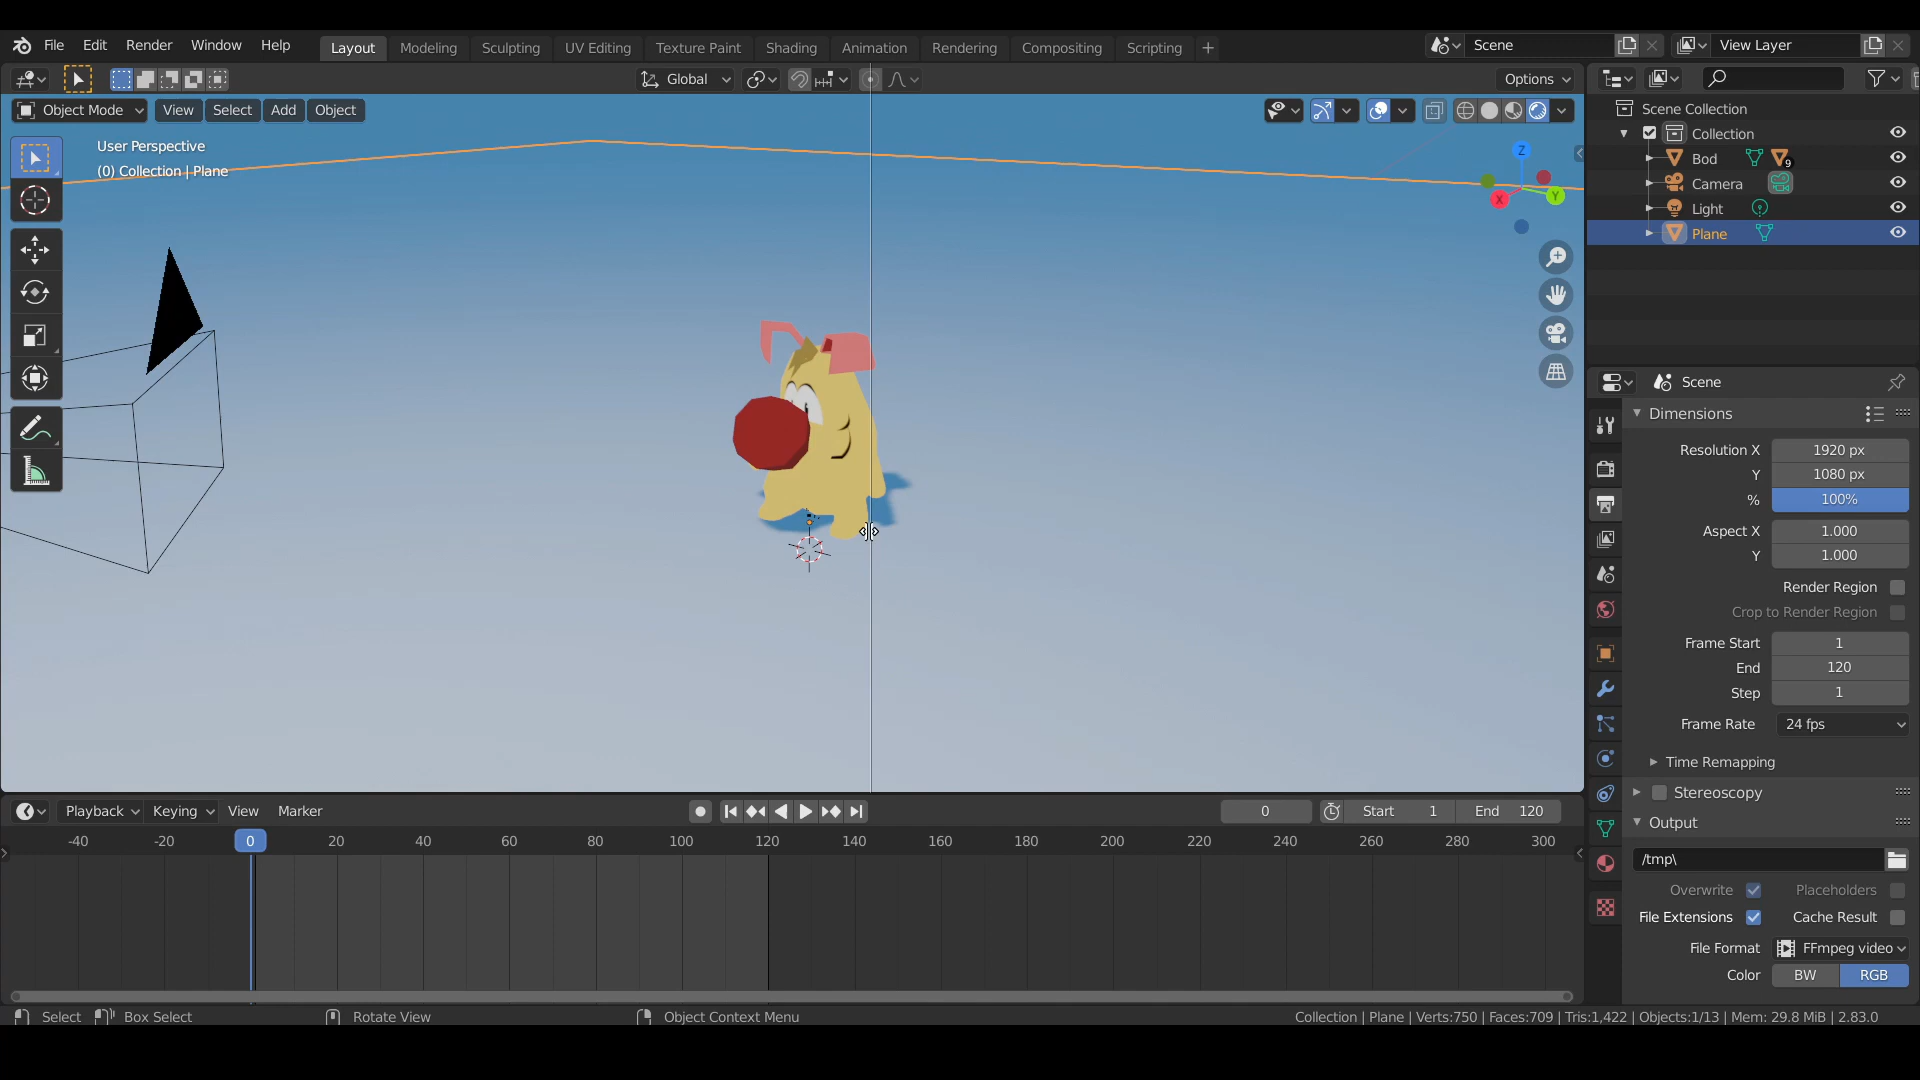 File Edit Render Window Help Layout Modeling Sculpting UV Editing Texture Paint Shading Animation Rendering Compositing Scripting + Scene View Layer
Global Options
Object Mode View Select Add Object
User Perspective
(0) Collection | Plane
Z
X Y
Scene Collection
Collection
Bod 9
Camera
Light
Plane
Scene
Dimensions
Resolution X 1920 px
Y 1080 px
% 100%
Aspect X 1.000
Y 1.000
Render Region
Crop to Render Region
Frame Start 1
End 120
Step 1
Frame Rate 24 fps
Time Remapping
Stereoscopy
Output
/tmp\
Overwrite Placeholders
File Extensions Cache Result
File Format FFmpeg video
Color BW RGB
Playback Keying View Marker 0 Start 1 End 120
-40 -20 0 20 40 60 80 100 120 140 160 180 200 220 240 260 280 300
Select Box Select Rotate View Object Context Menu Collection | Plane | Verts:750 | Faces:709 | Tris:1,422 | Objects:1/13 | Mem: 29.8 MiB | 2.83.0